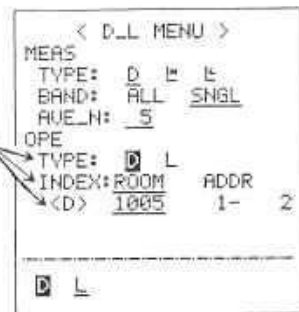 < D_L MENU >
MEAS
TYPE: D L L
BAND: ALL SNGL
AVE_N: 5
OPE
TYPE: D L
INDEX: ROOM ADDR
<D> 1005 1- 2
D L